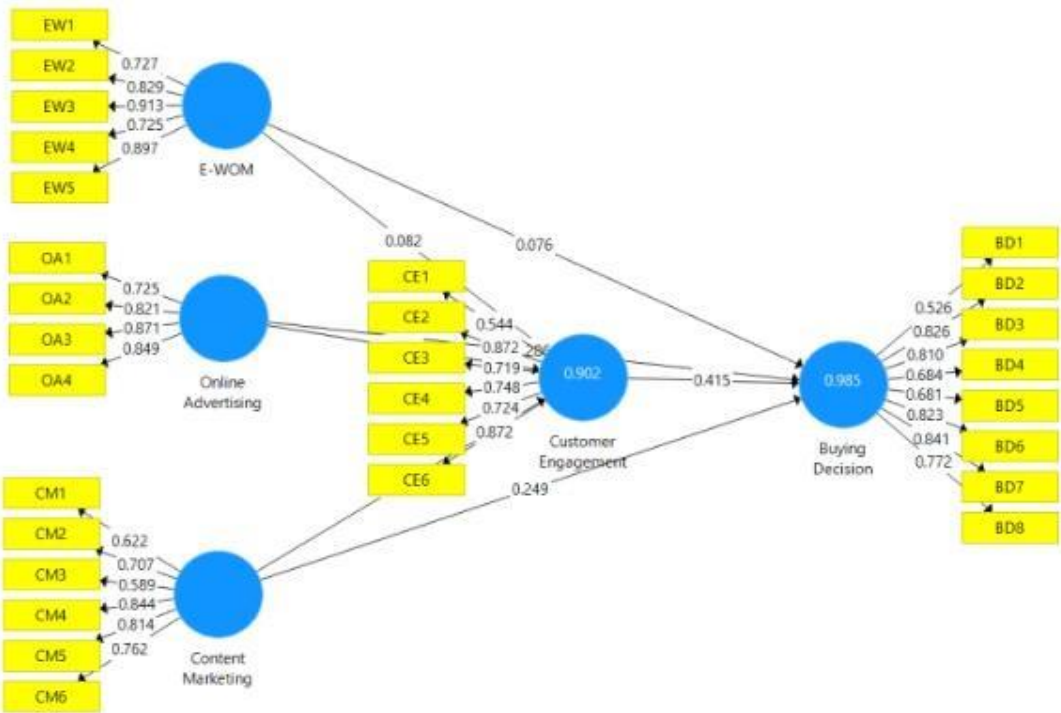 EW1
EW2
EW3
EW4
EW5
0.727
0.829
0.913
0.725
0.897
E-WOM
OA1
OA2
OA3
OA4
0.725
0.821
0.871
0.849
Online
Advertising
CM1
CM2
CM3
CM4
CM5
CM6
0.622
0.707
0.589
0.844
0.814
0.762
Content
Marketing
0.082
0.076
CE1
CE2
CE3
CE4
CE5
CE6
0.544
0.872
0.719
0.748
0.724
0.872
0.902
Customer
Engagement
0.415
0.249
0.985
Buying
Decision
0.526
0.826
0.810
0.684
0.681
0.823
0.841
0.772
BD1
BD2
BD3
BD4
BD5
BD6
BD7
BD8